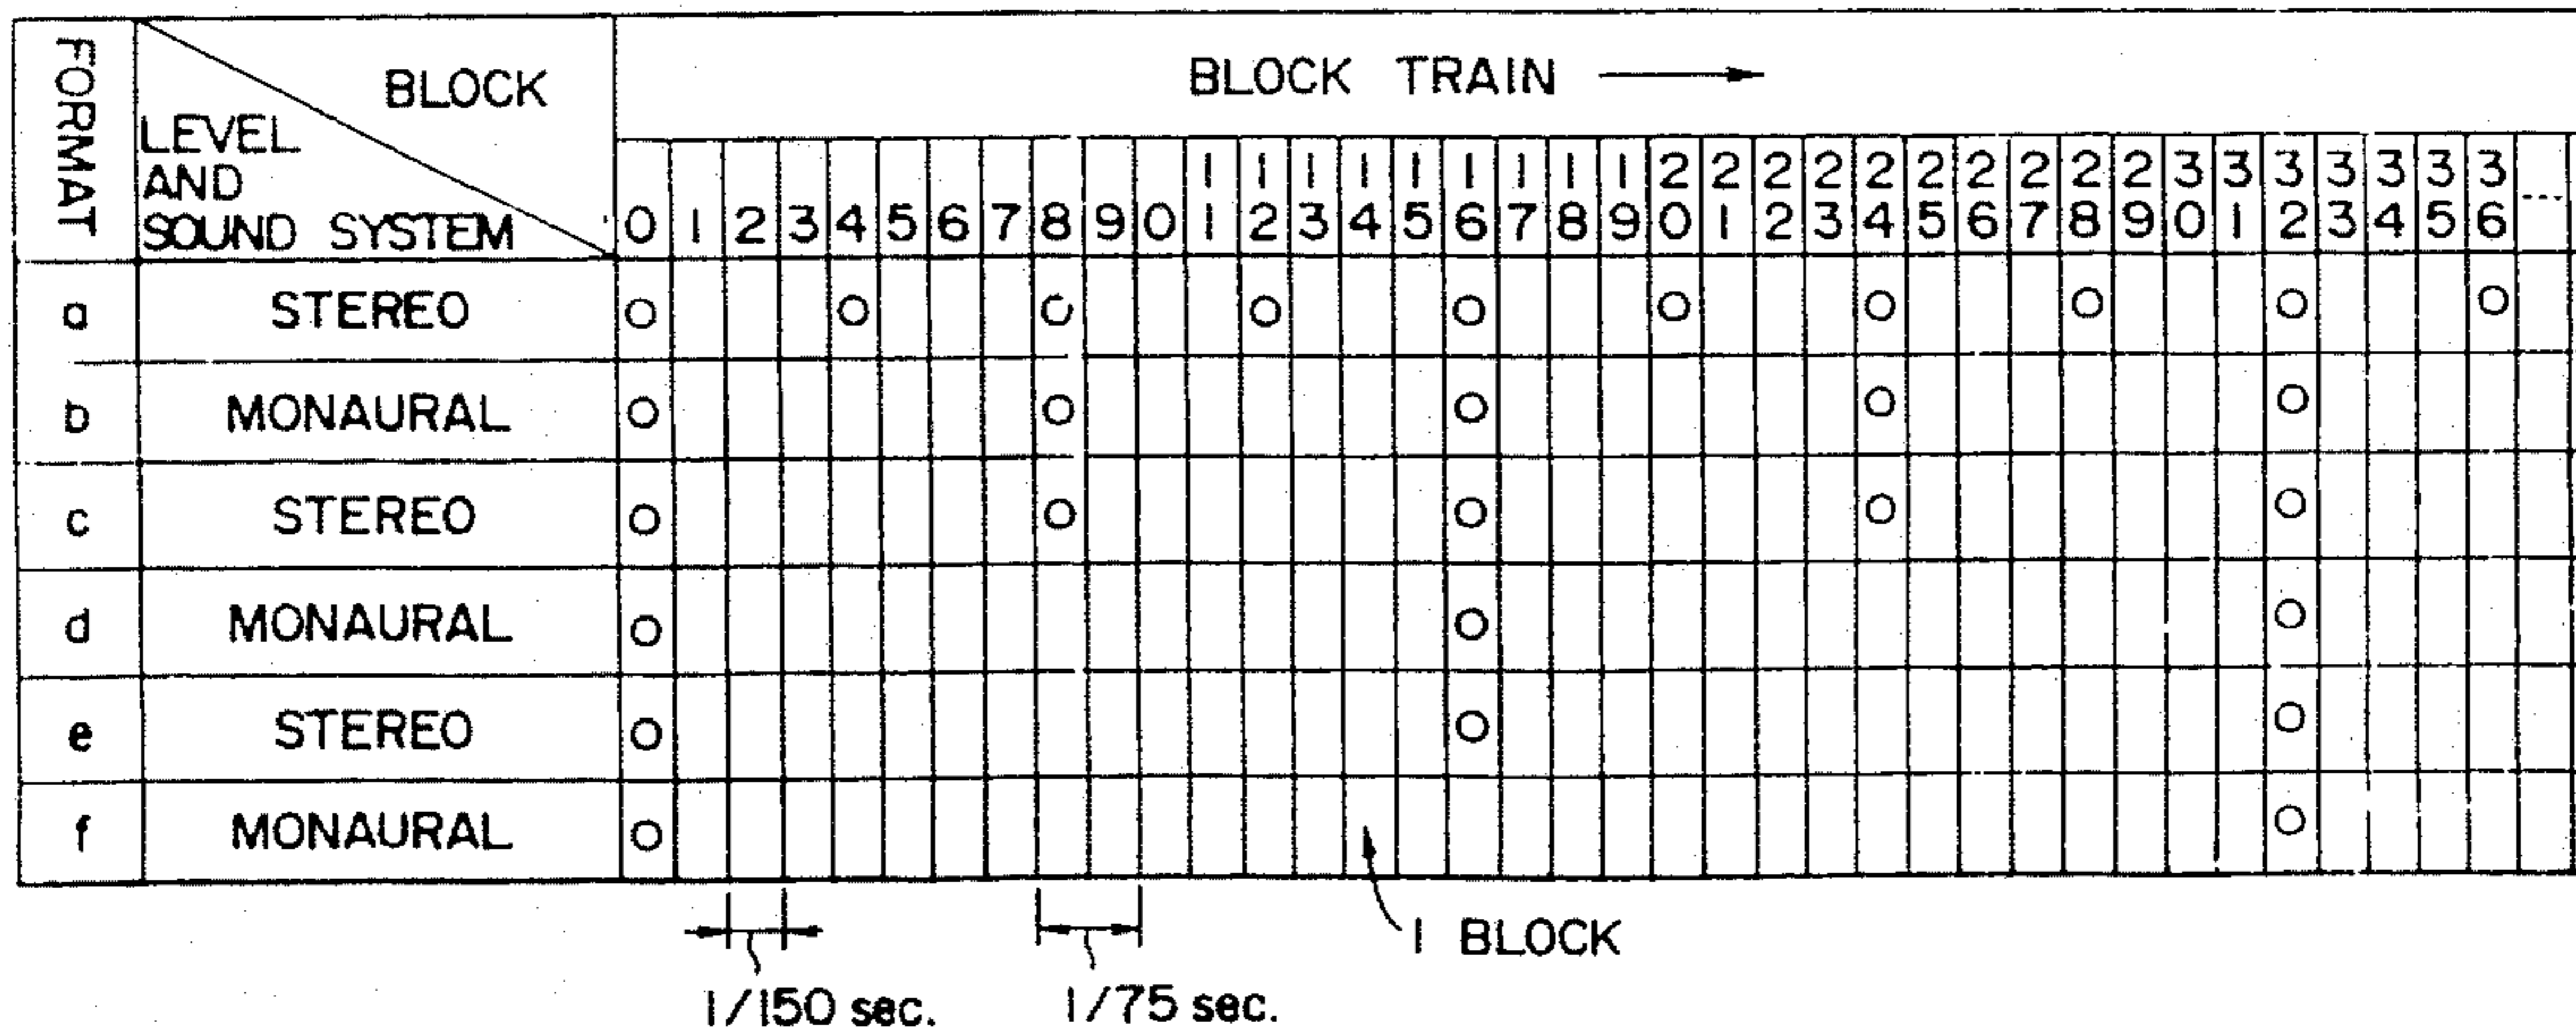 FORMAT
BLOCK
LEVEL
AND
SOUND SYSTEM
BLOCK TRAIN
0 1 2 3 4 5 6 7 8 9 0 11 12 13 14 15 16 17 18 19 20 21 22 23 24 25 26 27 28 29 30 31 32 33 34 35 36 ---
a STEREO O O O O O O O O O O
b MONAURAL O O O O O
c STEREO O O O O O
d MONAURAL O O O
e STEREO O O O
f MONAURAL O O
1 BLOCK
1/150 sec. 1/75 sec.